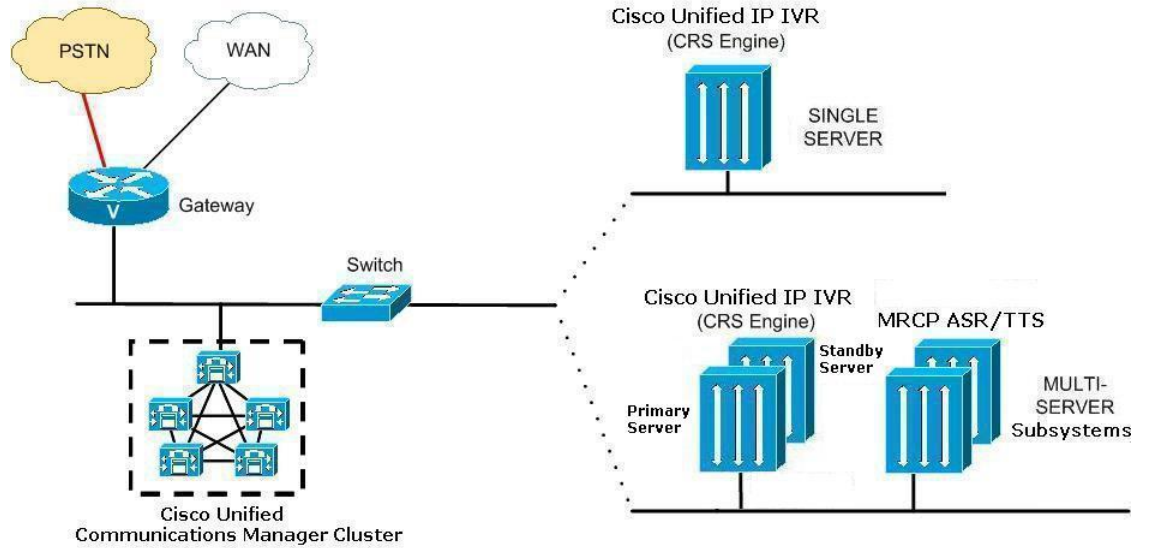 PSTN
WAN
V
Gateway
Switch
Cisco Unified
Communications Manager Cluster
Cisco Unified IP IVR
(CRS Engine)
SINGLE
SERVER
Cisco Unified IP IVR
(CRS Engine)
Standby
Server
Primary
Server
MRCP ASR/TTS
MULTI-
SERVER
Subsystems